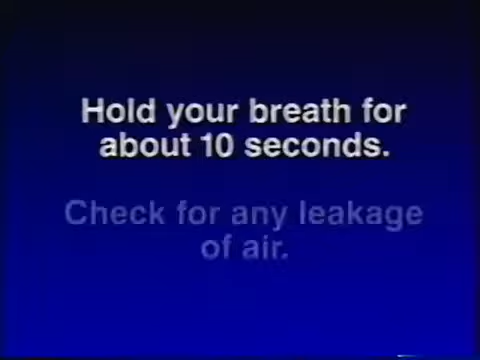 Hold your breath for
about 10 seconds.
Check for any leakage
of air.